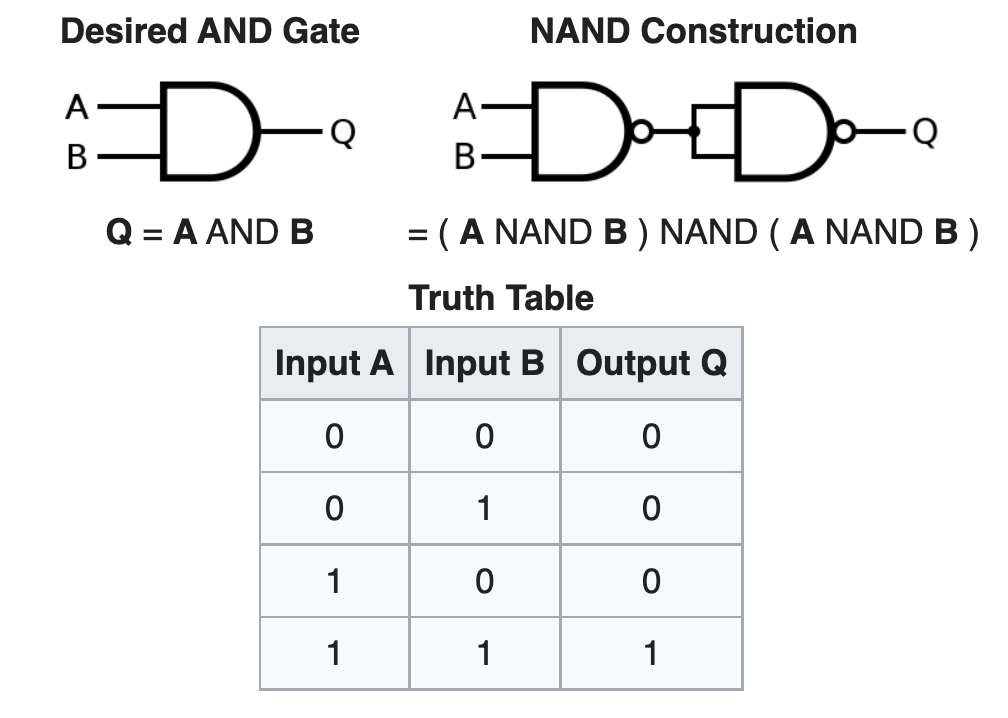 Desired AND Gate NAND Construction
A Q A Q
B B
Q = A AND B = ( A NAND B ) NAND ( A NAND B )
Truth Table
Input A Input B Output Q
0 0 0
0 1 0
1 0 0
1 1 1